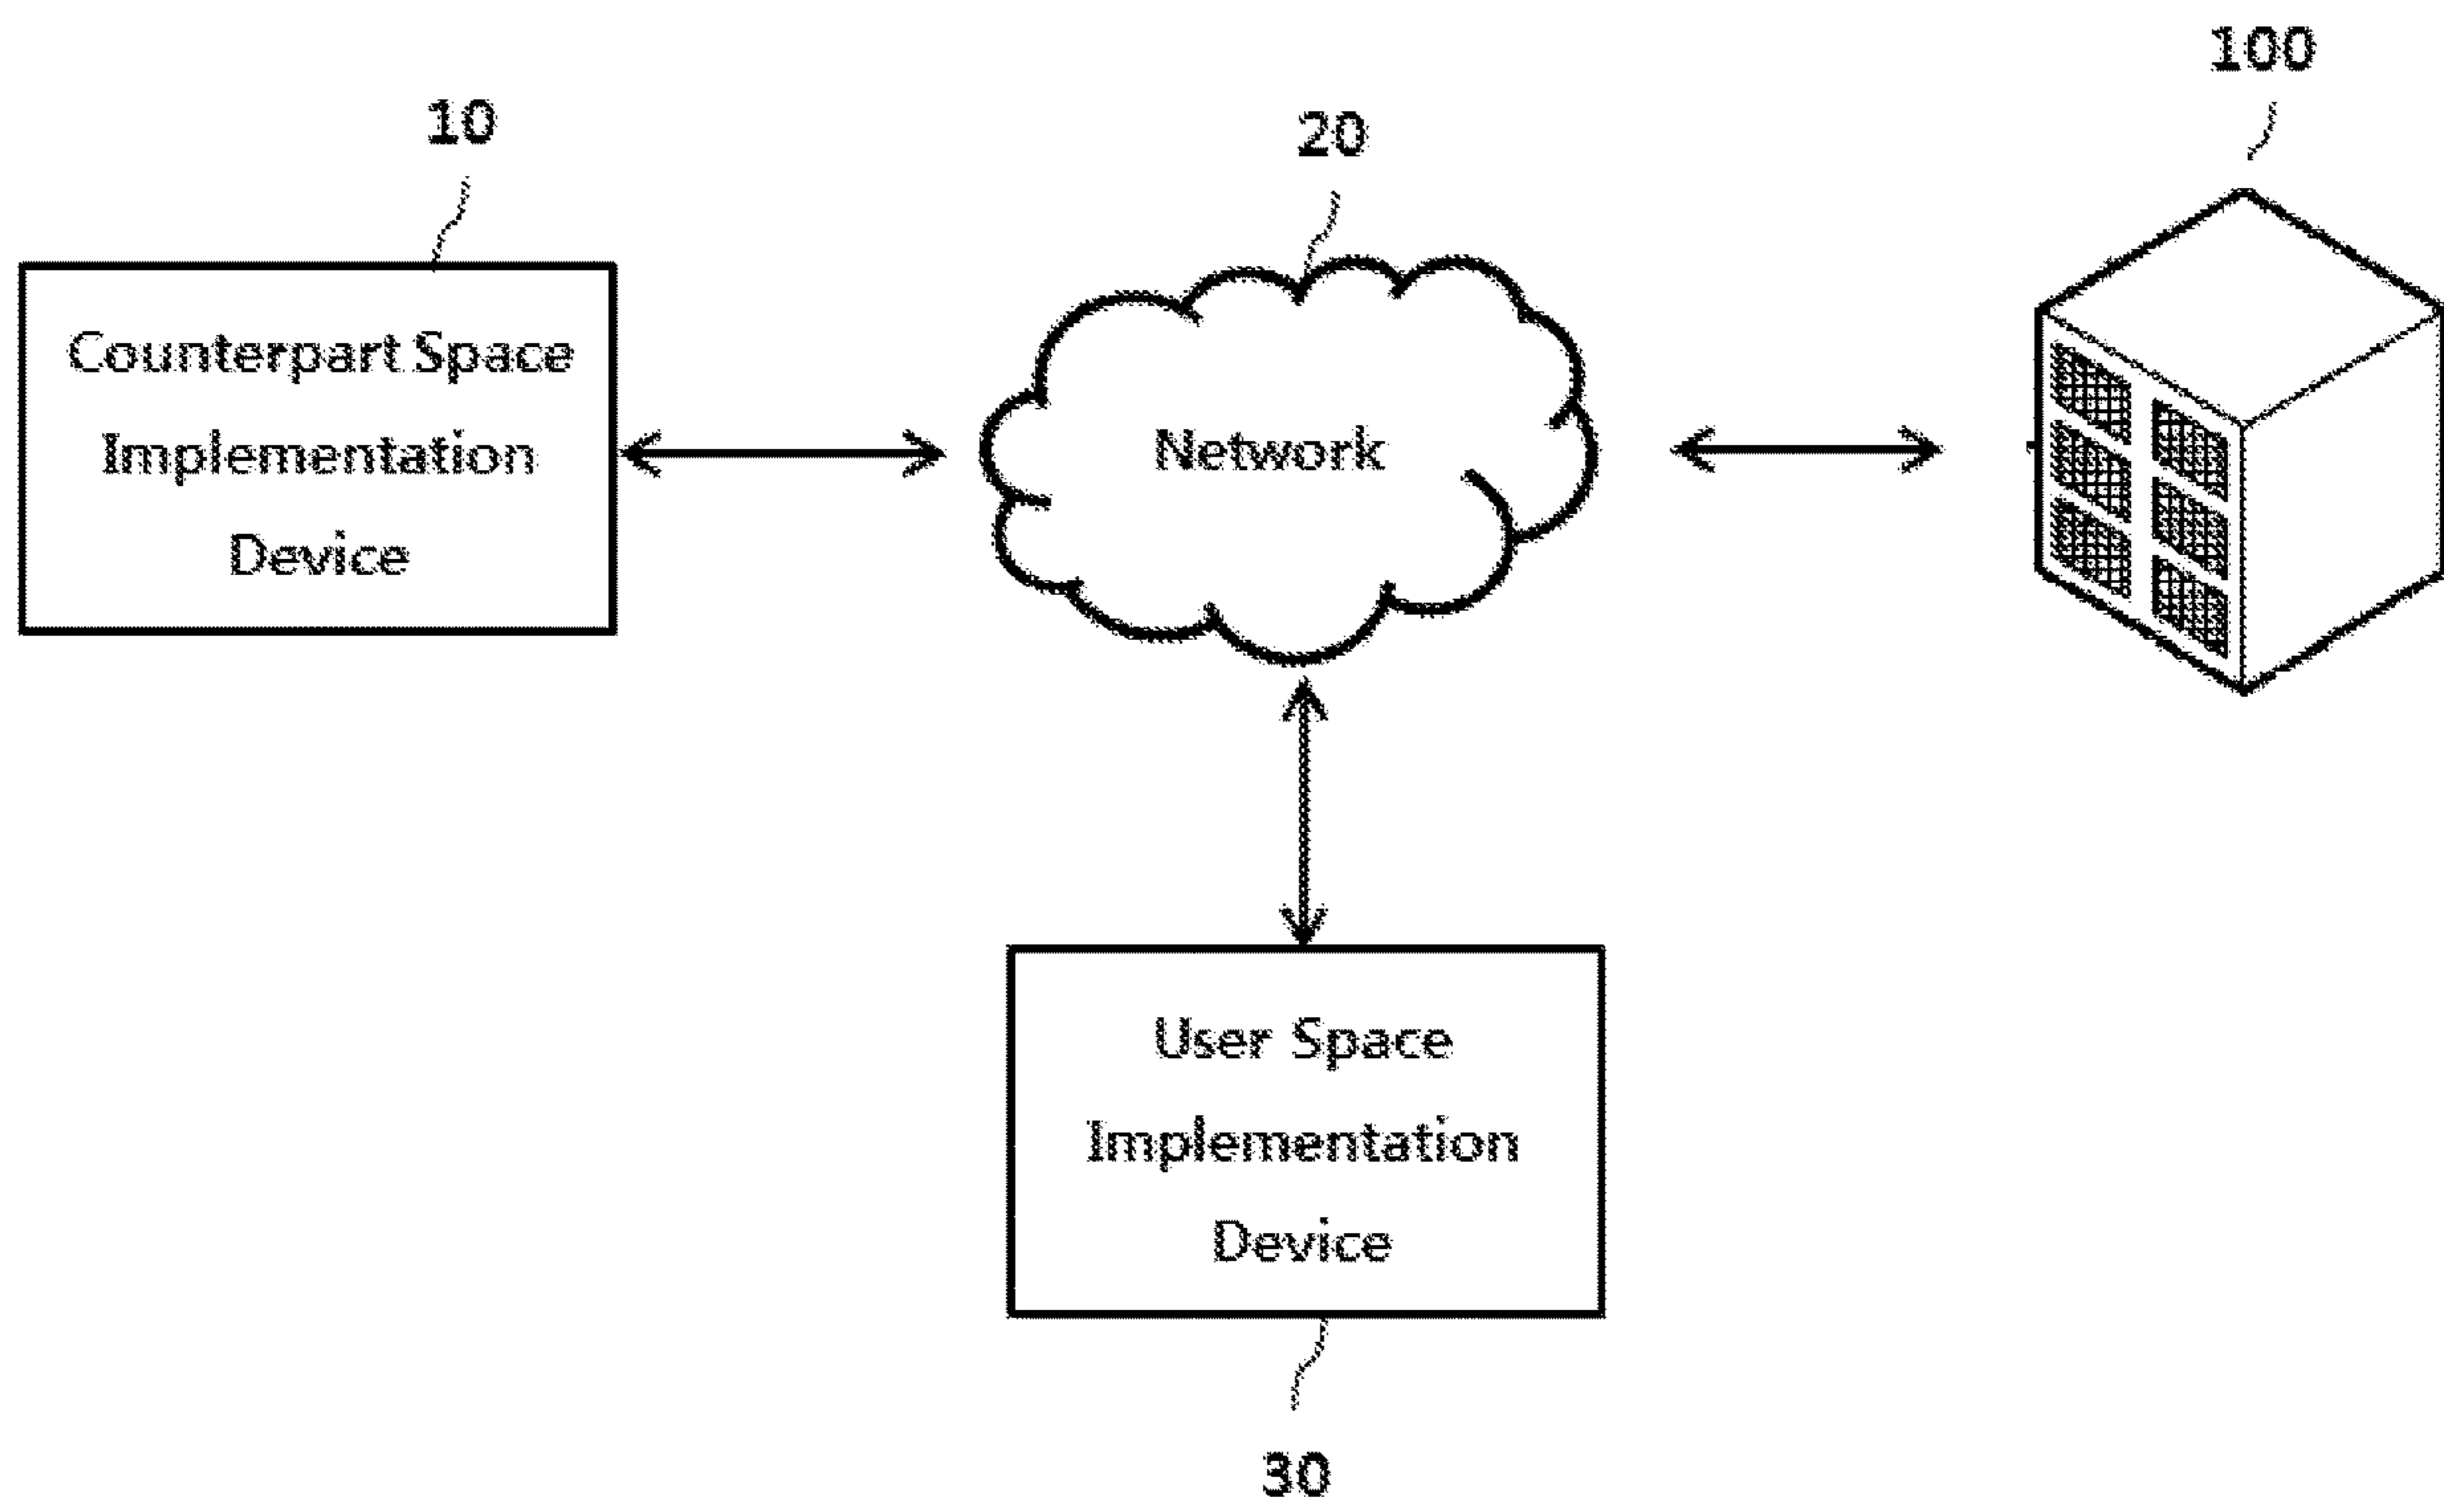 100
10
20
Counterpart Space
Implementation
Device
Network
User Space
Implementation
Device
30